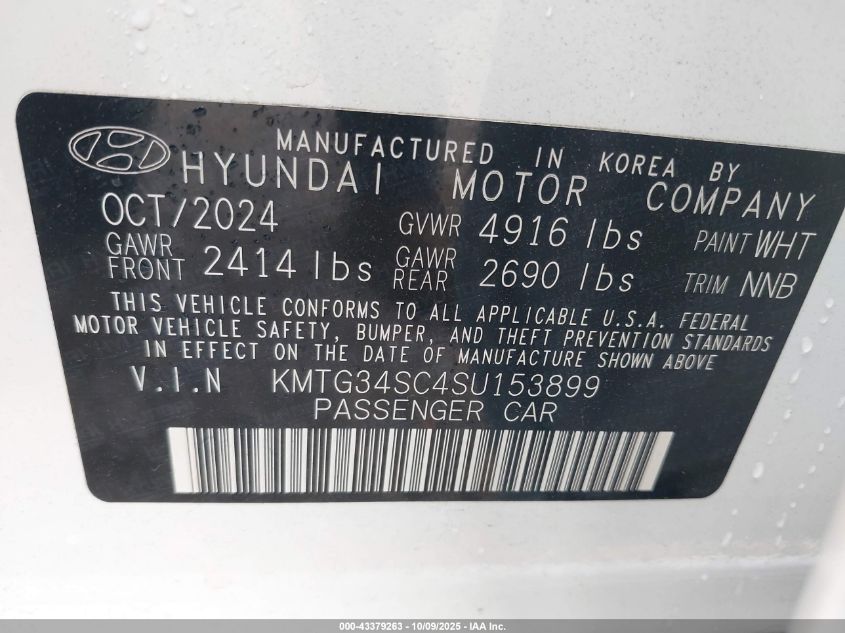 MANUFACTURED IN KOREA BY
HYUNDAI MOTOR COMPANY
OCT/2024 GVWR 4916 lbs PAINT WHT
GAWR FRONT 2414 lbs GAWR REAR 2690 lbs TRIM NNB
THIS VEHICLE CONFORMS TO ALL APPLICABLE U.S.A. FEDERAL
MOTOR VEHICLE SAFETY, BUMPER, AND THEFT PREVENTION STANDARDS
IN EFFECT ON THE DATE OF MANUFACTURE SHOWN ABOVE
V.I.N KMTG34SC4SU153899
PASSENGER CAR
000-43379263 - 10/09/2025 - IAA Inc.